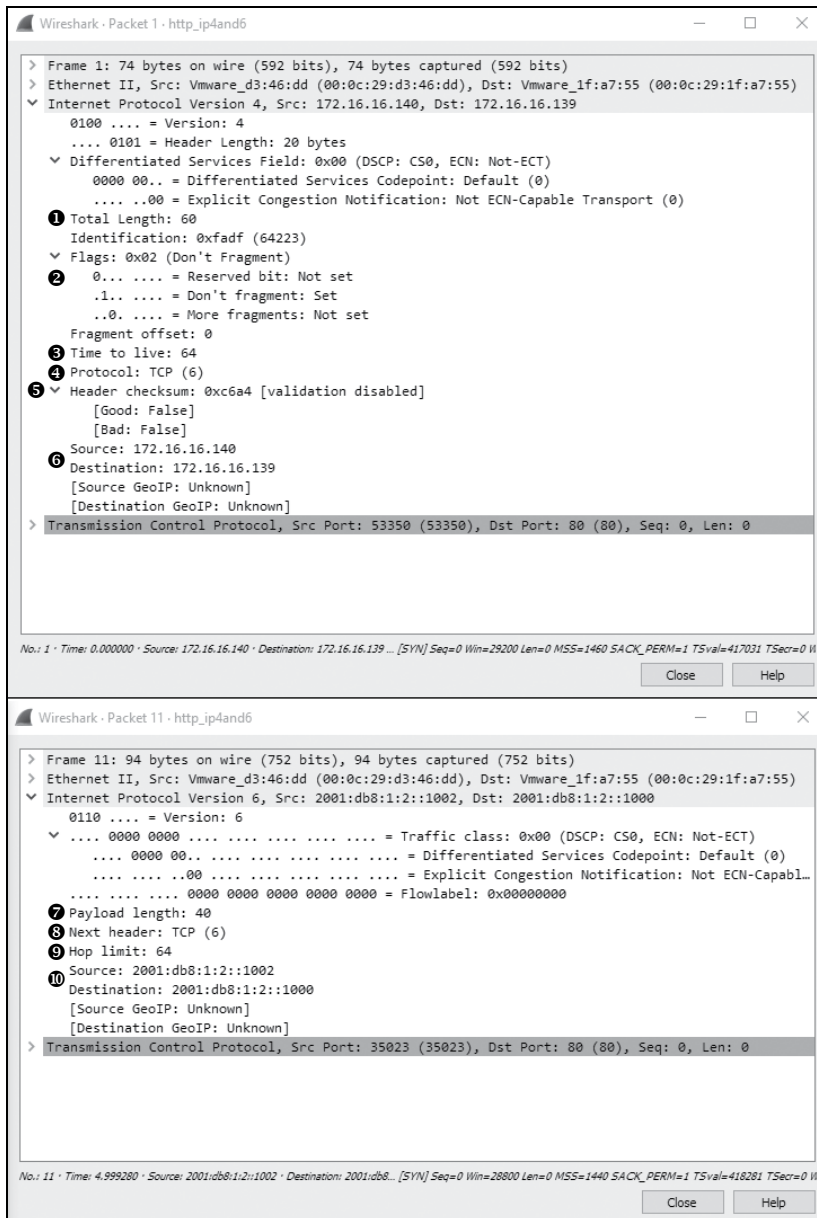 Wireshark · Packet 1 · http_ip4and6
> Frame 1: 74 bytes on wire (592 bits), 74 bytes captured (592 bits)
> Ethernet II, Src: Vmware_d3:46:dd (00:0c:29:d3:46:dd), Dst: Vmware_1f:a7:55 (00:0c:29:1f:a7:55)
Internet Protocol Version 4, Src: 172.16.16.140, Dst: 172.16.16.139
0100 .... = Version: 4
.... 0101 = Header Length: 20 bytes
Differentiated Services Field: 0x00 (DSCP: CS0, ECN: Not-ECT)
0000 00.. = Differentiated Services Codepoint: Default (0)
.... ..00 = Explicit Congestion Notification: Not ECN-Capable Transport (0)
❶ Total Length: 60
Identification: 0xfadf (64223)
Flags: 0x02 (Don't Fragment)
❷ 0... .... = Reserved bit: Not set
.1.. .... = Don't fragment: Set
..0. .... = More fragments: Not set
Fragment offset: 0
❸ Time to live: 64
❹ Protocol: TCP (6)
❺ Header checksum: 0xc6a4 [validation disabled]
[Good: False]
[Bad: False]
Source: 172.16.16.140
❻ Destination: 172.16.16.139
[Source GeoIP: Unknown]
[Destination GeoIP: Unknown]
> Transmission Control Protocol, Src Port: 53350 (53350), Dst Port: 80 (80), Seq: 0, Len: 0
No.: 1 · Time: 0.000000 · Source: 172.16.16.140 · Destination: 172.16.16.139 ... [SYN] Seq=0 Win=29200 Len=0 MSS=1460 SACK_PERM=1 TSval=417031 TSecr=0 W
Close Help
Wireshark · Packet 11 · http_ip4and6
> Frame 11: 94 bytes on wire (752 bits), 94 bytes captured (752 bits)
> Ethernet II, Src: Vmware_d3:46:dd (00:0c:29:d3:46:dd), Dst: Vmware_1f:a7:55 (00:0c:29:1f:a7:55)
Internet Protocol Version 6, Src: 2001:db8:1:2::1002, Dst: 2001:db8:1:2::1000
0110 .... = Version: 6
.... 0000 0000 .... .... .... .... .... = Traffic class: 0x00 (DSCP: CS0, ECN: Not-ECT)
.... 0000 00.. .... .... .... .... .... = Differentiated Services Codepoint: Default (0)
.... .... ..00 .... .... .... .... .... = Explicit Congestion Notification: Not ECN-Capabl…
.... .... .... 0000 0000 0000 0000 0000 = Flowlabel: 0x00000000
❼ Payload length: 40
❽ Next header: TCP (6)
❾ Hop limit: 64
Source: 2001:db8:1:2::1002
❿ Destination: 2001:db8:1:2::1000
[Source GeoIP: Unknown]
[Destination GeoIP: Unknown]
> Transmission Control Protocol, Src Port: 35023 (35023), Dst Port: 80 (80), Seq: 0, Len: 0
No.: 11 · Time: 4.999280 · Source: 2001:db8:1:2::1002 · Destination: 2001:db8... [SYN] Seq=0 Win=28800 Len=0 MSS=1440 SACK_PERM=1 TSval=418281 TSecr=0 W
Close Help